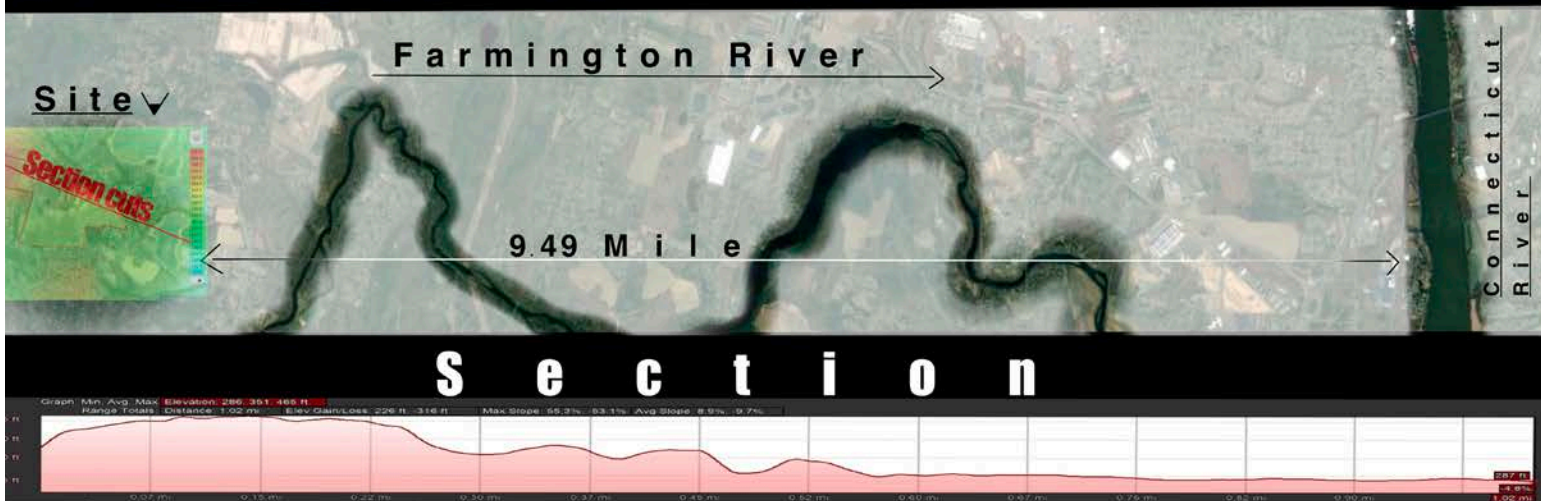 Farmington River
Site
Section cuts
9.49 Mile
Connecticut
River
Section
Graph: Min, Avg, Max Elevation: 286, 351, 465 ft
Range Totals: Distance: 1.02 mi Elev Gain/Loss: 226 ft, -316 ft Max Slope: 55.3%, -53.1% Avg Slope: 8.9%, -9.7%
287 ft
-4.8%
0.07 mi 0.15 mi 0.22 mi 0.30 mi 0.37 mi 0.45 mi 0.52 mi 0.60 mi 0.67 mi 0.75 mi 0.82 mi 0.90 mi 1.02 mi